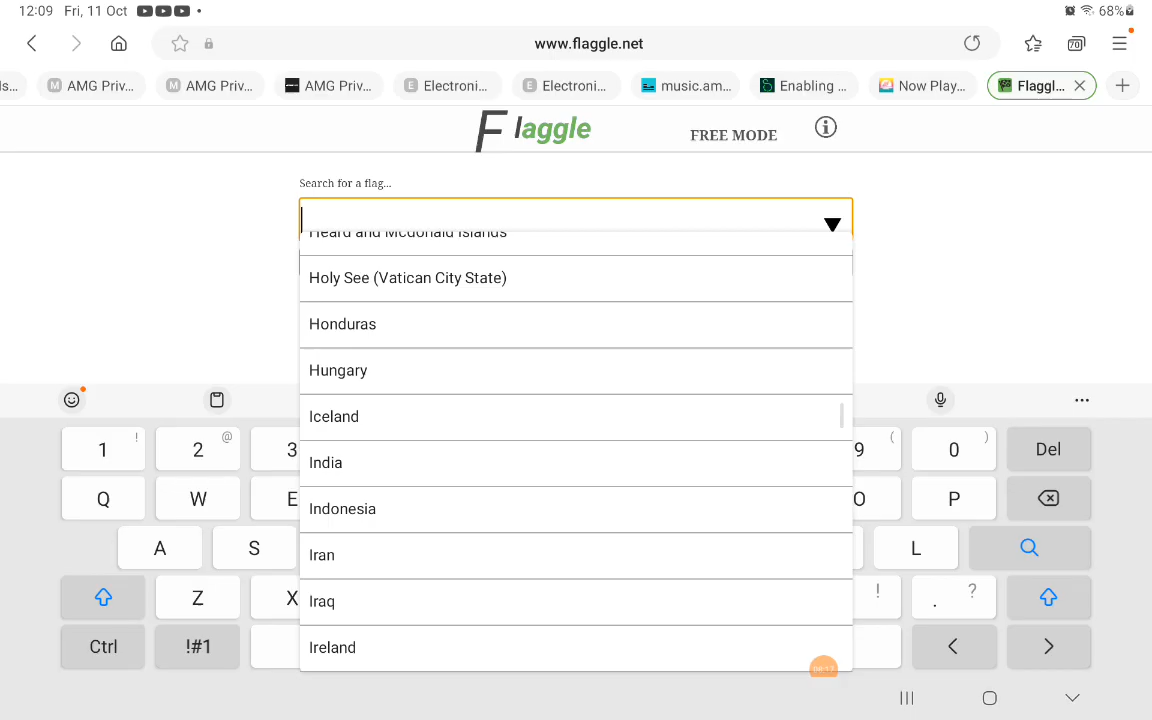 12:09 Fri, 11 Oct
68%
www.flaggle.net
70
AMG Priv...
AMG Priv...
AMG Priv...
Electroni...
Electroni...
music.am...
Enabling ...
Now Play...
Flaggl...
Flaggle
FREE MODE
Search for a flag...
Heard and Mcdonald Islands
Holy See (Vatican City State)
Honduras
Hungary
Iceland
India
Indonesia
Iran
Iraq
Ireland
1 ! 2 @ 3 9 ( 0 ) Del
Q W E O P
A S L
Z X ! . ?
Ctrl !#1 < >